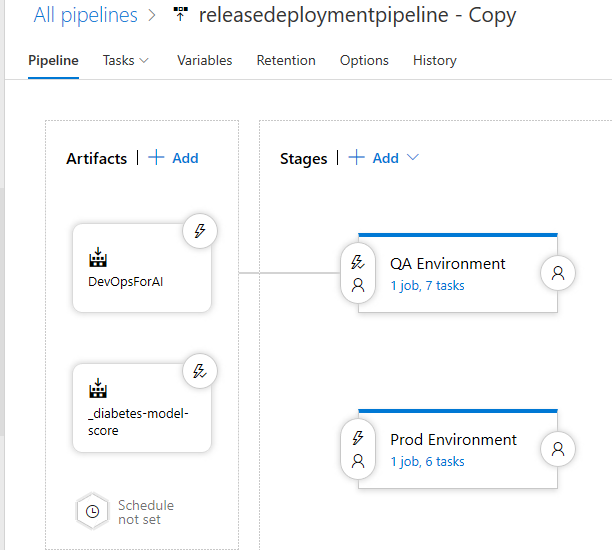 All pipelines > releasedeploymentpipeline - Copy
Pipeline Tasks Variables Retention Options History
Artifacts | + Add
Stages | + Add
DevOpsForAI
QA Environment
1 job, 7 tasks
_diabetes-model-
score
Prod Environment
1 job, 6 tasks
Schedule
not set